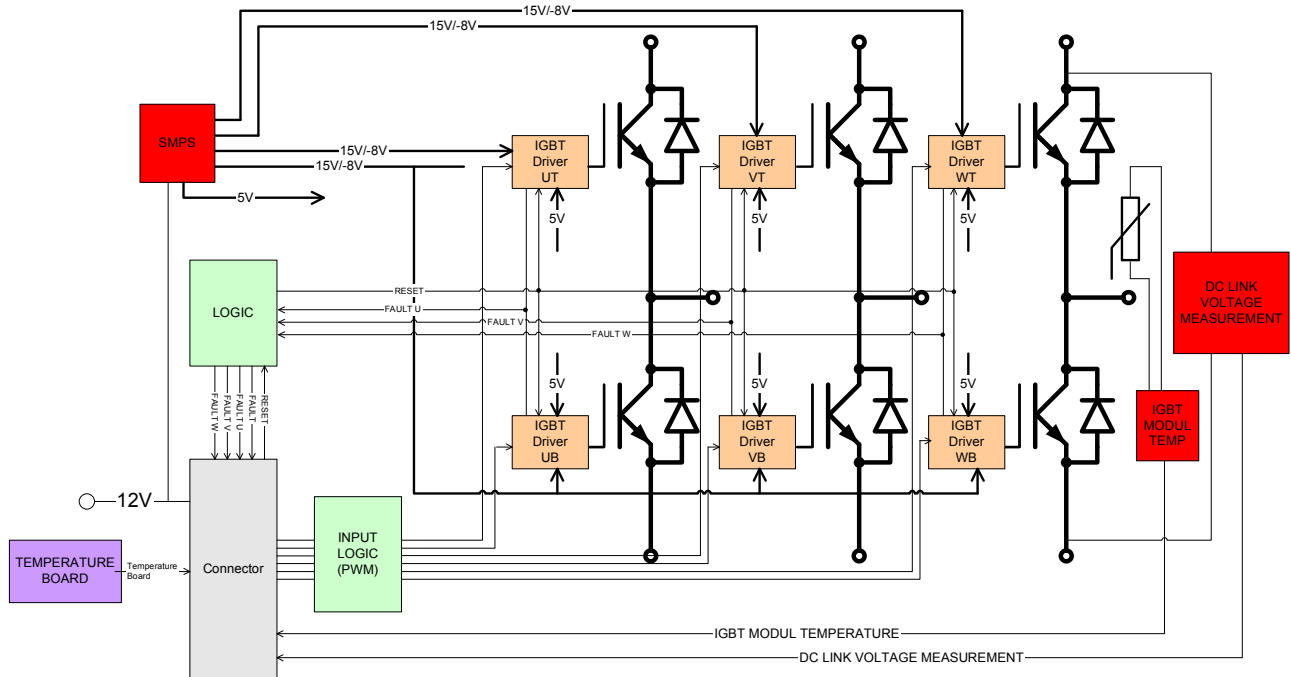 15V/-8V
15V/-8V
SMPS
15V/-8V
15V/-8V
5V
IGBT
Driver
UT
IGBT
Driver
VT
IGBT
Driver
WT
5V
5V
5V
LOGIC
RESET
FAULT U
FAULT V
FAULT W
DC LINK
VOLTAGE
MEASUREMENT
FAULT W
FAULT V
FAULT U
FAULT
RESET
5V
5V
5V
IGBT
Driver
UB
IGBT
Driver
VB
IGBT
Driver
WB
IGBT
MODUL
TEMP
12V
TEMPERATURE
BOARD
Temperature
Board
Connector
INPUT
LOGIC
(PWM)
IGBT MODUL TEMPERATURE
DC LINK VOLTAGE MEASUREMENT